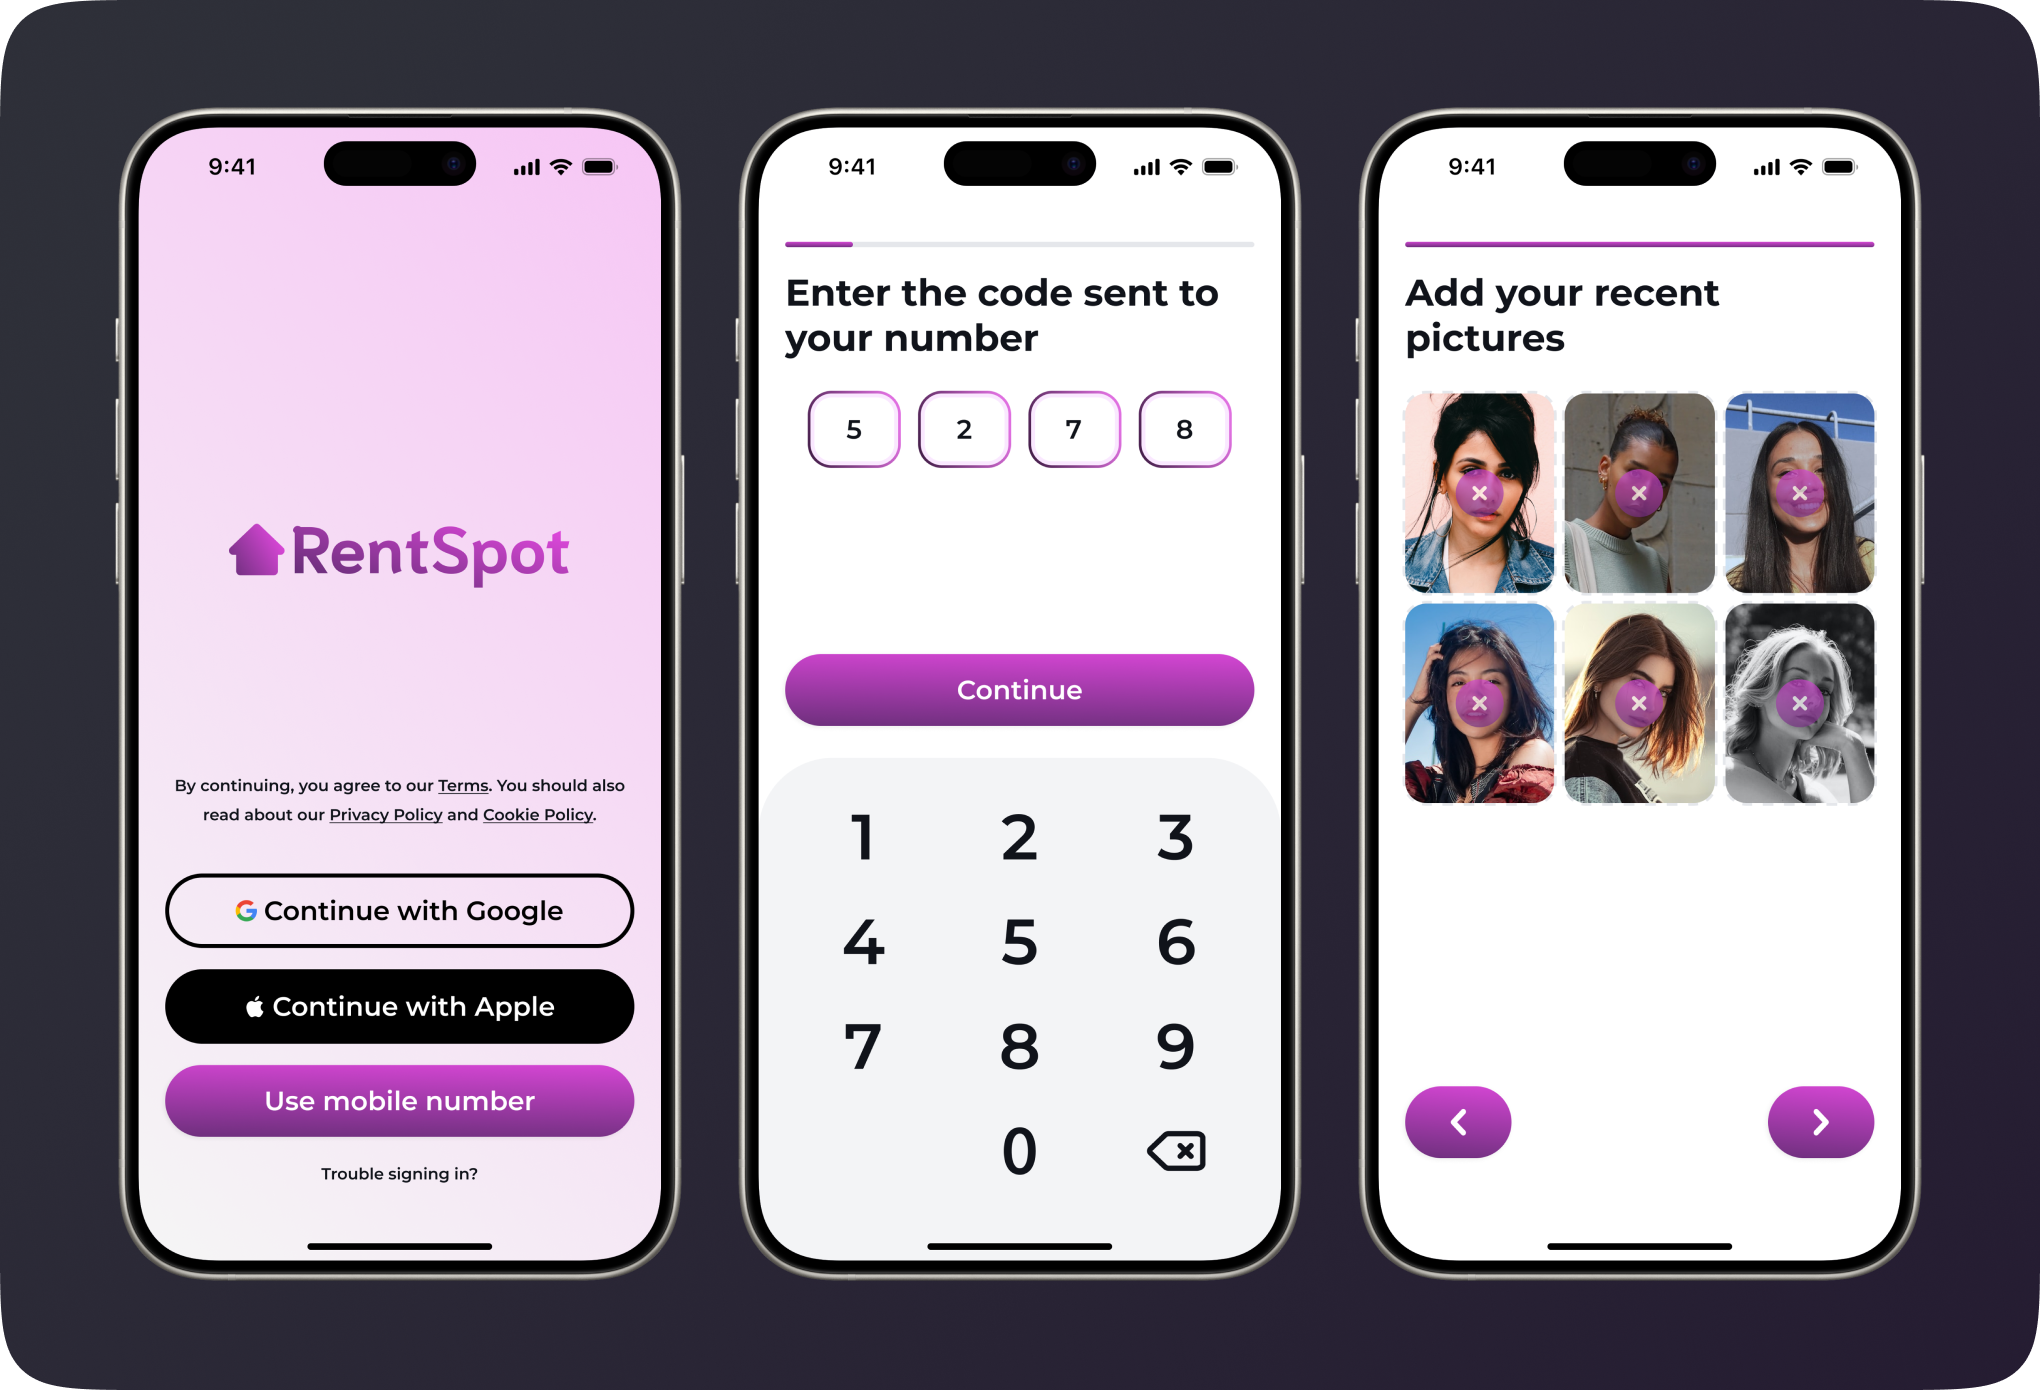 9:41
RentSpot
By continuing, you agree to our Terms. You should also
read about our Privacy Policy and Cookie Policy.
Continue with Google
Continue with Apple
Use mobile number
Trouble signing in?
9:41
Enter the code sent to
your number
5 2 7 8
Continue
1 2 3
4 5 6
7 8 9
0
9:41
Add your recent
pictures